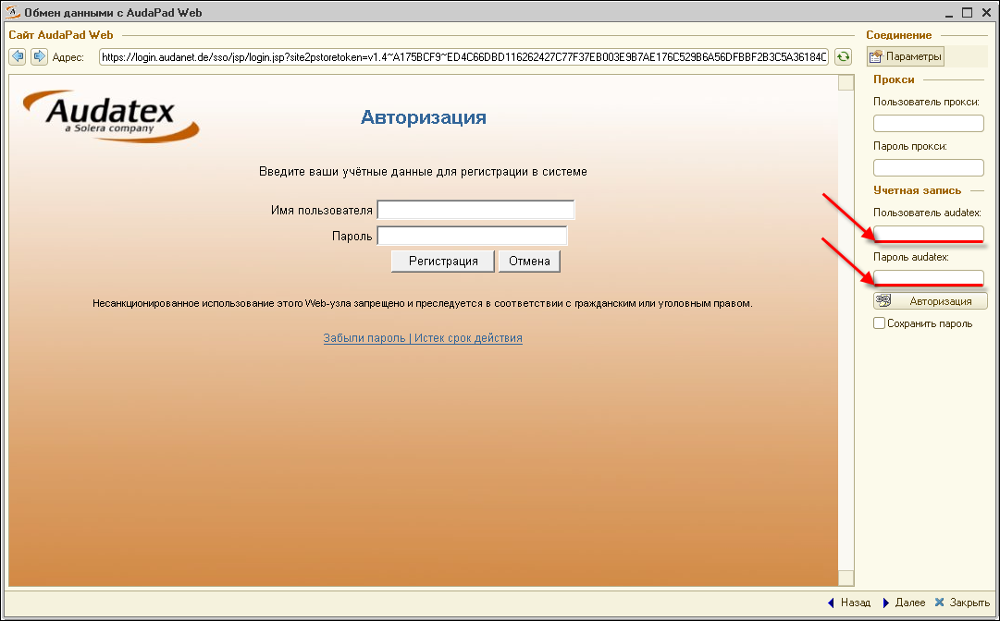 Обмен данными с AudaPad Web
Сайт AudaPad Web
Адрес: https://login.audanet.de/sso/jsp/login.jsp?site2pstoretoken=v1.4~A175BCF9~ED4C66DBD116262427C77F37EB003E9B7AE176C529B6A56DFBBF2B3C5A36184C
Audatex
a Solera company
Авторизация
Введите ваши учётные данные для регистрации в системе
Имя пользователя
Пароль
Регистрация Отмена
Несанкционированное использование этого Web-узла запрещено и преследуется в соответствии с гражданским или уголовным правом.
Забыли пароль | Истек срок действия
Соединение
Параметры
Прокси
Пользователь прокси:
Пароль прокси:
Учетная запись
Пользователь audatex:
Пароль audatex:
Авторизация
Сохранить пароль
Назад Далее Закрыть